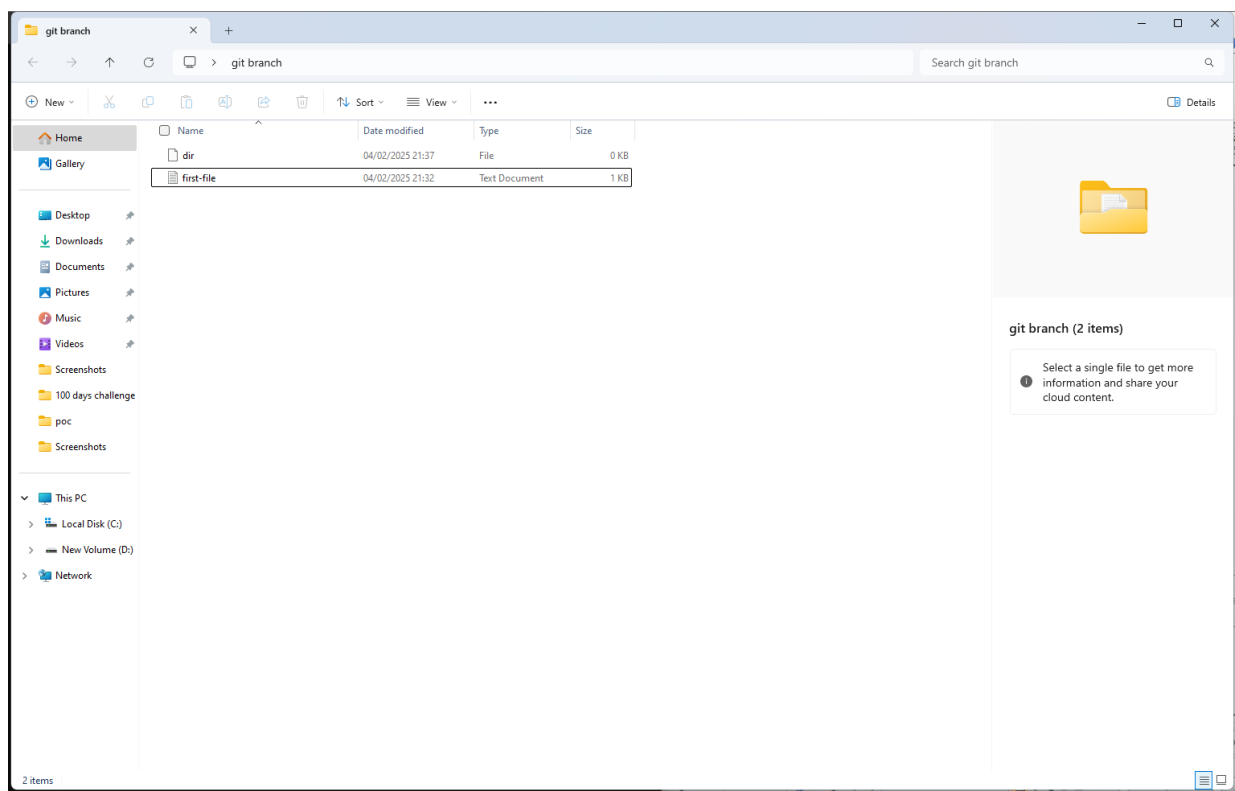 git branch
git branch
Search git branch
New
Sort
View
Details
Home
Gallery
Desktop
Downloads
Documents
Pictures
Music
Videos
Screenshots
100 days challenge
poc
Screenshots
This PC
Local Disk (C:)
New Volume (D:)
Network
Name Date modified Type Size
dir 04/02/2025 21:37 File 0 KB
first-file 04/02/2025 21:32 Text Document 1 KB
git branch (2 items)
Select a single file to get more
information and share your
cloud content.
2 items